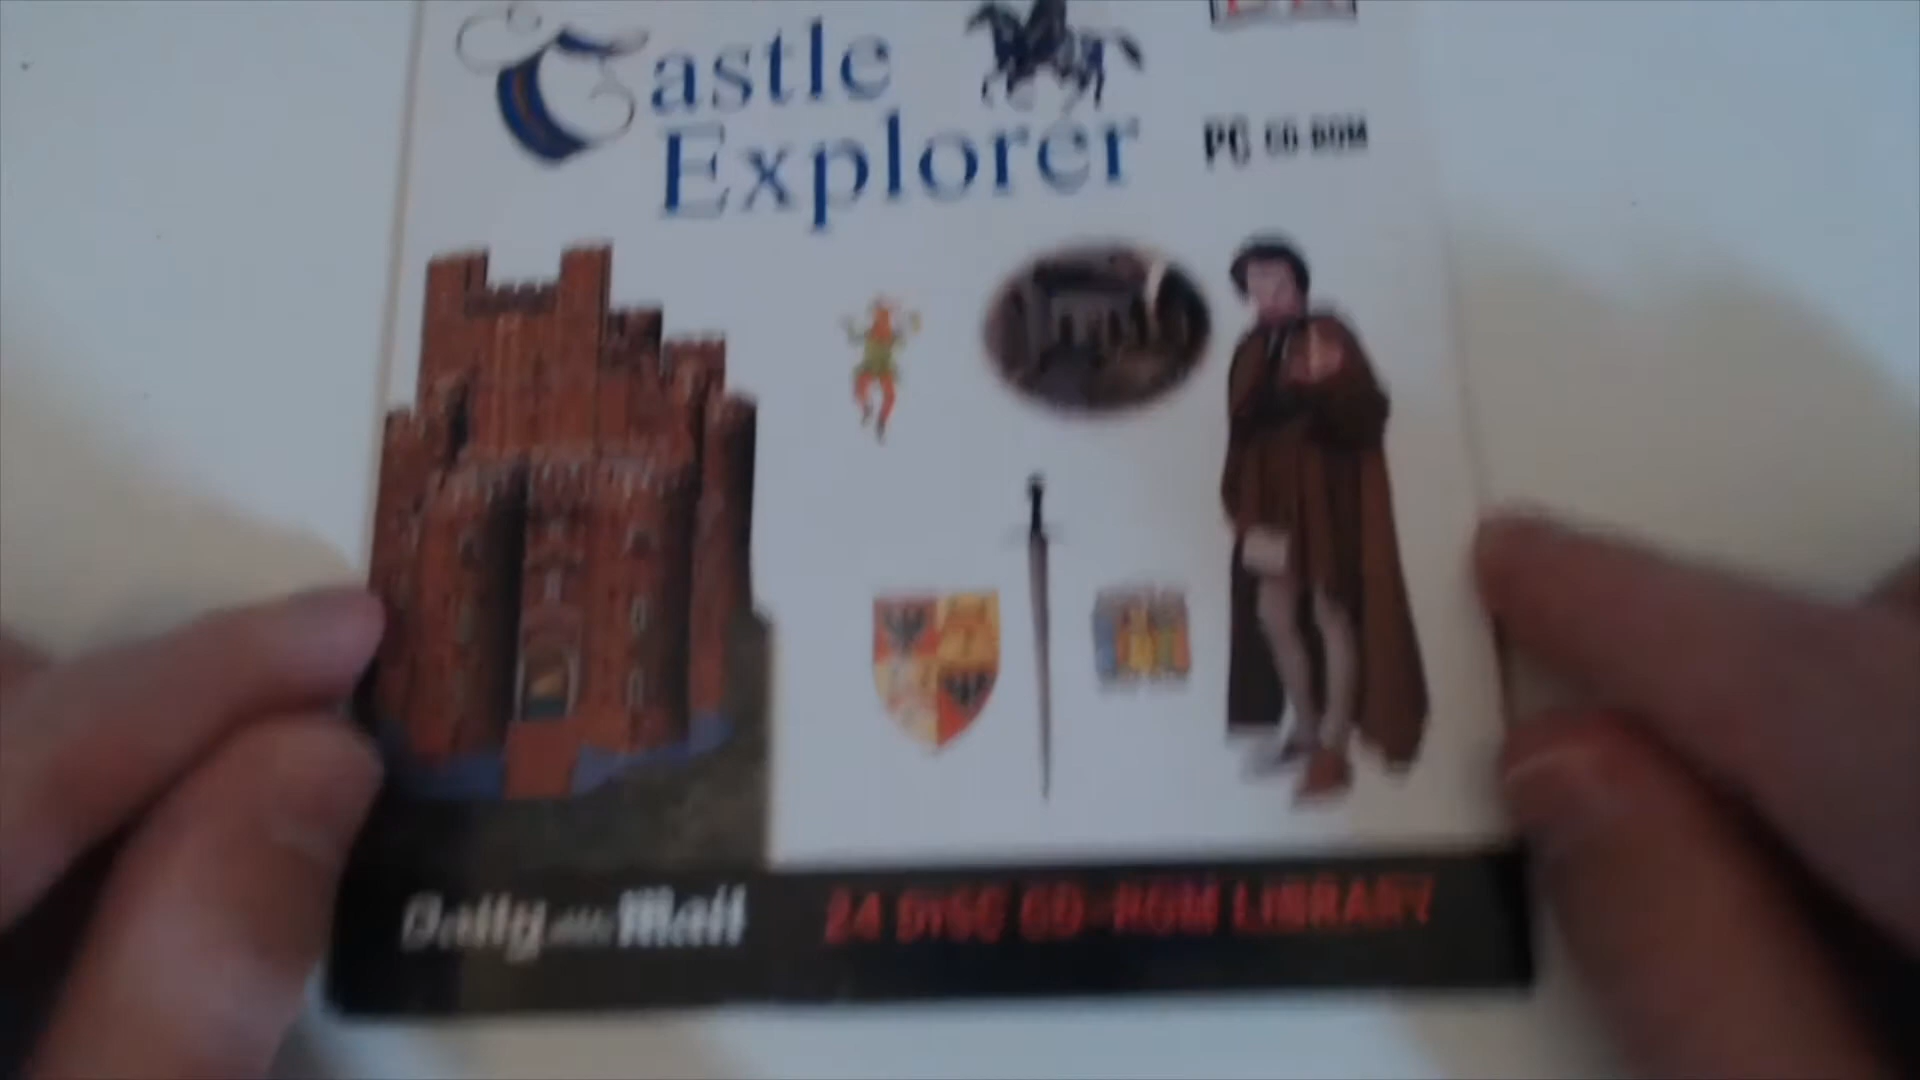 Castle
Explorer
PC CD-ROM
Daily Mail
24 DISC CD-ROM LIBRARY